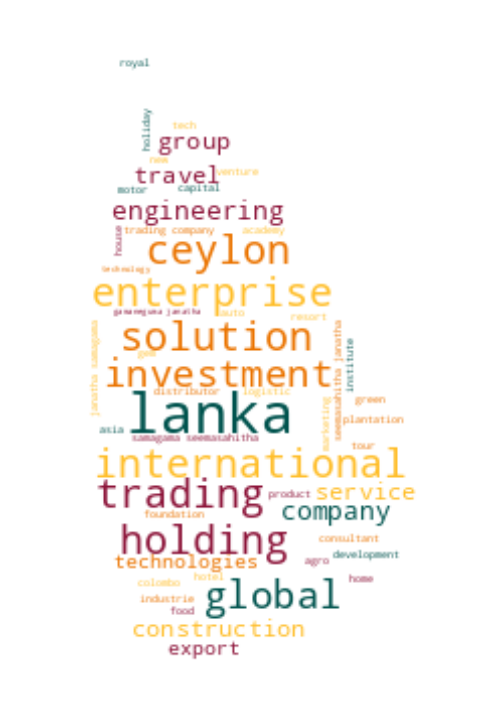 royal
holiday
tech
group
new
travel venture
motor capital
engineering
house trading company academy
ceylon
technology
enterprise
gawaneguna janatha auto resort
janatha samagama
solution
seemasahitha janatha
institute
gem
investment
distributor logistic
marketing
green
lanka
plantation
asia
samagama seemasahitha
tour
international
trading product service
company
foundation
holding
consultant
technologies agro development
colombo hotel home
industrie global
food
construction
export